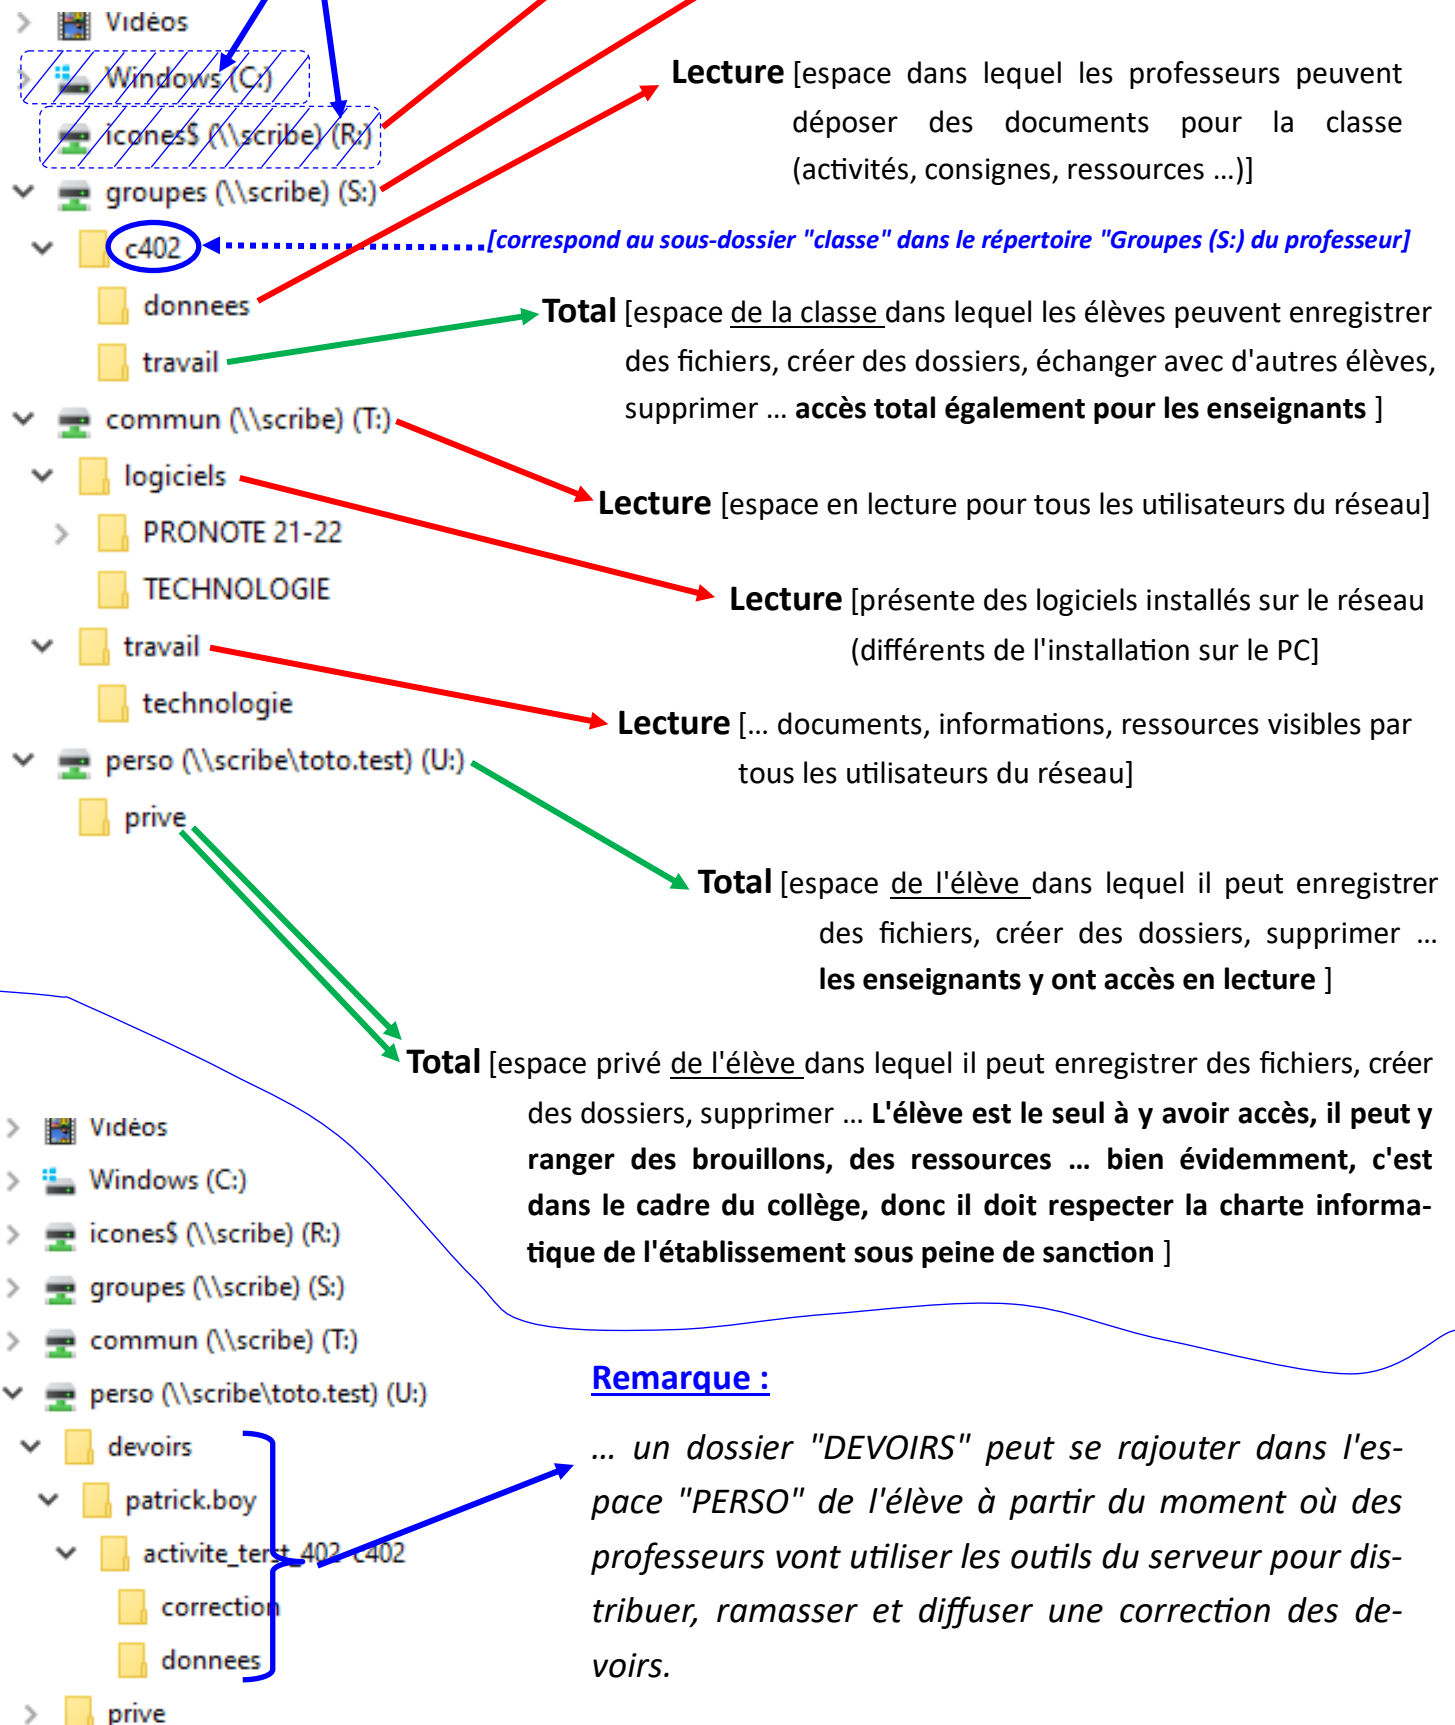 Vidéos
Windows (C:)
icones$ (\\scribe) (R:)
groupes (\\scribe) (S:)
c402
donnees
travail
commun (\\scribe) (T:)
logiciels
PRONOTE 21-22
TECHNOLOGIE
travail
technologie
perso (\\scribe\toto.test) (U:)
prive
Lecture [espace dans lequel les professeurs peuvent
déposer des documents pour la classe
(activités, consignes, ressources ...)]
[correspond au sous-dossier "classe" dans le répertoire "Groupes (S:) du professeur]
Total [espace de la classe dans lequel les élèves peuvent enregistrer
des fichiers, créer des dossiers, échanger avec d'autres élèves,
supprimer ... accès total également pour les enseignants ]
Lecture [espace en lecture pour tous les utilisateurs du réseau]
Lecture [présente des logiciels installés sur le réseau
(différents de l'installation sur le PC]
Lecture [... documents, informations, ressources visibles par
tous les utilisateurs du réseau]
Total [espace de l'élève dans lequel il peut enregistrer
des fichiers, créer des dossiers, supprimer ...
les enseignants y ont accès en lecture ]
Total [espace privé de l'élève dans lequel il peut enregistrer des fichiers, créer
des dossiers, supprimer ... L'élève est le seul à y avoir accès, il peut y
ranger des brouillons, des ressources ... bien évidemment, c'est
dans le cadre du collège, donc il doit respecter la charte informa-
tique de l'établissement sous peine de sanction ]
Vidéos
Windows (C:)
icones$ (\\scribe) (R:)
groupes (\\scribe) (S:)
commun (\\scribe) (T:)
perso (\\scribe\toto.test) (U:)
devoirs
patrick.boy
activite_terst_402-c402
correction
donnees
prive
Remarque :
... un dossier "DEVOIRS" peut se rajouter dans l'es-
pace "PERSO" de l'élève à partir du moment où des
professeurs vont utiliser les outils du serveur pour dis-
tribuer, ramasser et diffuser une correction des de-
voirs.